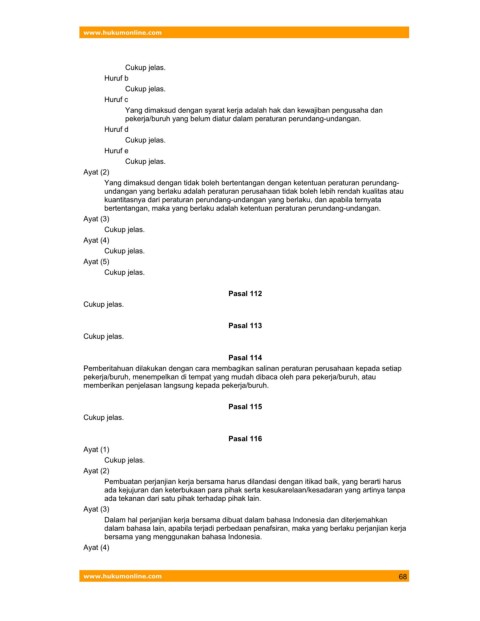 www.hukumonline.com
Cukup jelas.
Huruf b
Cukup jelas.
Huruf c
Yang dimaksud dengan syarat kerja adalah hak dan kewajiban pengusaha dan
pekerja/buruh yang belum diatur dalam peraturan perundang-undangan.
Huruf d
Cukup jelas.
Huruf e
Cukup jelas.
Ayat (2)
Yang dimaksud dengan tidak boleh bertentangan dengan ketentuan peraturan perundang-
undangan yang berlaku adalah peraturan perusahaan tidak boleh lebih rendah kualitas atau
kuantitasnya dari peraturan perundang-undangan yang berlaku, dan apabila ternyata
bertentangan, maka yang berlaku adalah ketentuan peraturan perundang-undangan.
Ayat (3)
Cukup jelas.
Ayat (4)
Cukup jelas.
Ayat (5)
Cukup jelas.
Pasal 112
Cukup jelas.
Pasal 113
Cukup jelas.
Pasal 114
Pemberitahuan dilakukan dengan cara membagikan salinan peraturan perusahaan kepada setiap
pekerja/buruh, menempelkan di tempat yang mudah dibaca oleh para pekerja/buruh, atau
memberikan penjelasan langsung kepada pekerja/buruh.
Pasal 115
Cukup jelas.
Pasal 116
Ayat (1)
Cukup jelas.
Ayat (2)
Pembuatan perjanjian kerja bersama harus dilandasi dengan itikad baik, yang berarti harus
ada kejujuran dan keterbukaan para pihak serta kesukarelaan/kesadaran yang artinya tanpa
ada tekanan dari satu pihak terhadap pihak lain.
Ayat (3)
Dalam hal perjanjian kerja bersama dibuat dalam bahasa Indonesia dan diterjemahkan
dalam bahasa lain, apabila terjadi perbedaan penafsiran, maka yang berlaku perjanjian kerja
bersama yang menggunakan bahasa Indonesia.
Ayat (4)
www.hukumonline.com
68